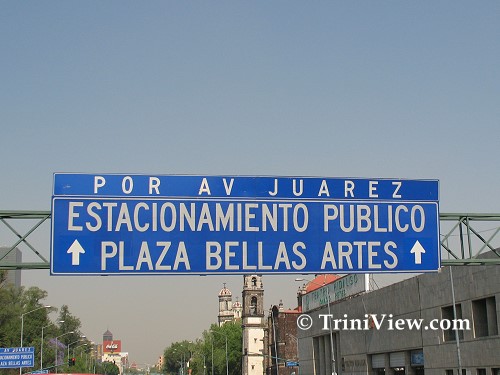 POR AV JUAREZ
ESTACIONAMIENTO PUBLICO
PLAZA BELLAS ARTES
© TriniView.com